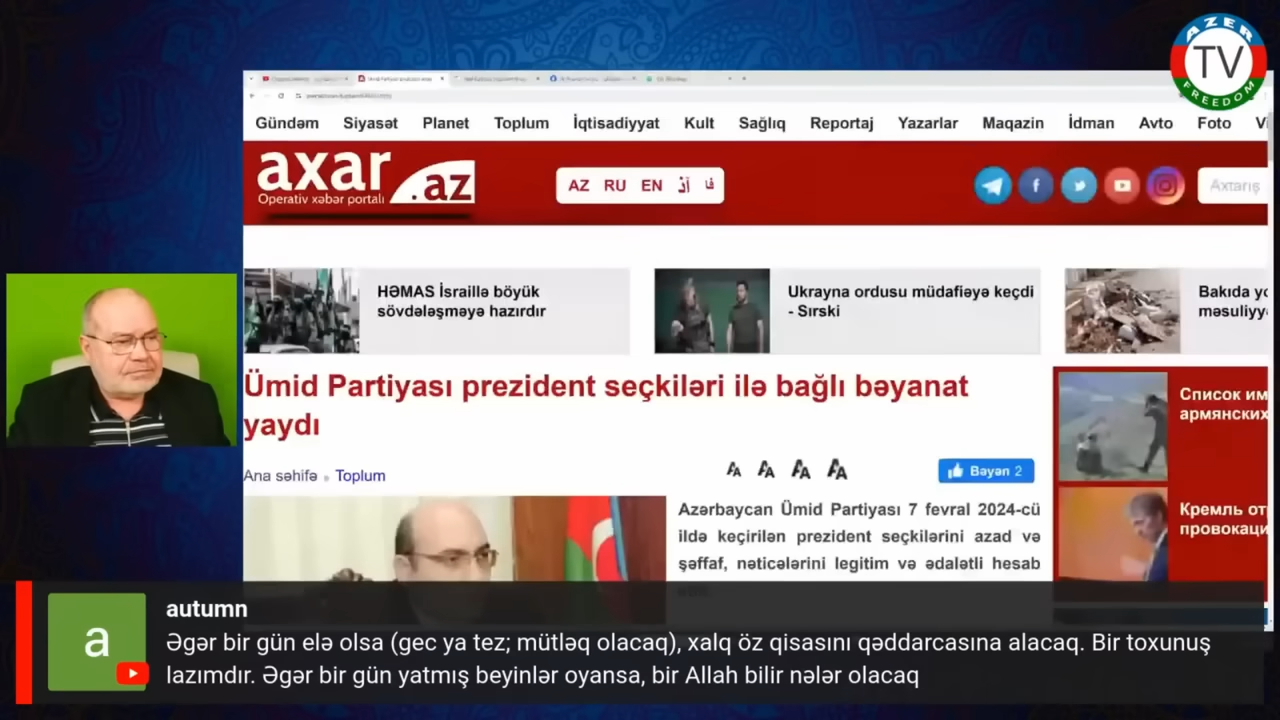 AZER
TV
FREEDOM
Gündəm Siyasət Planet Toplum İqtisadiyyat Kult Sağlıq Reportaj Yazarlar Maqazin İdman Avto Foto
axar.az
Operativ xəbər portalı
AZ RU EN
Axtarış
HƏMAS İsraillə böyük
sövdələşməyə hazırdır
Ukrayna ordusu müdafiəyə keçdi
- Sırski
Bakıda
Ümid Partiyası prezident seçkiləri ilə bağlı bəyanat
yaydı
Ana səhifə » Toplum
AA AA AA AA
Bəyən 2
Azərbaycan Ümid Partiyası 7 fevral 2024-cü
ildə keçirilən prezident seçkilərini azad və
şəffaf, nəticələrini legitim və ədalətli hesab
Список им
армянских
Кремль от
провокаци
a
autumn
Əgər bir gün elə olsa (gec ya tez; mütləq olacaq), xalq öz qisasını qəddarcasına alacaq. Bir toxunuş
lazımdır. Əgər bir gün yatmış beyinlər oyansa, bir Allah bilir nələr olacaq